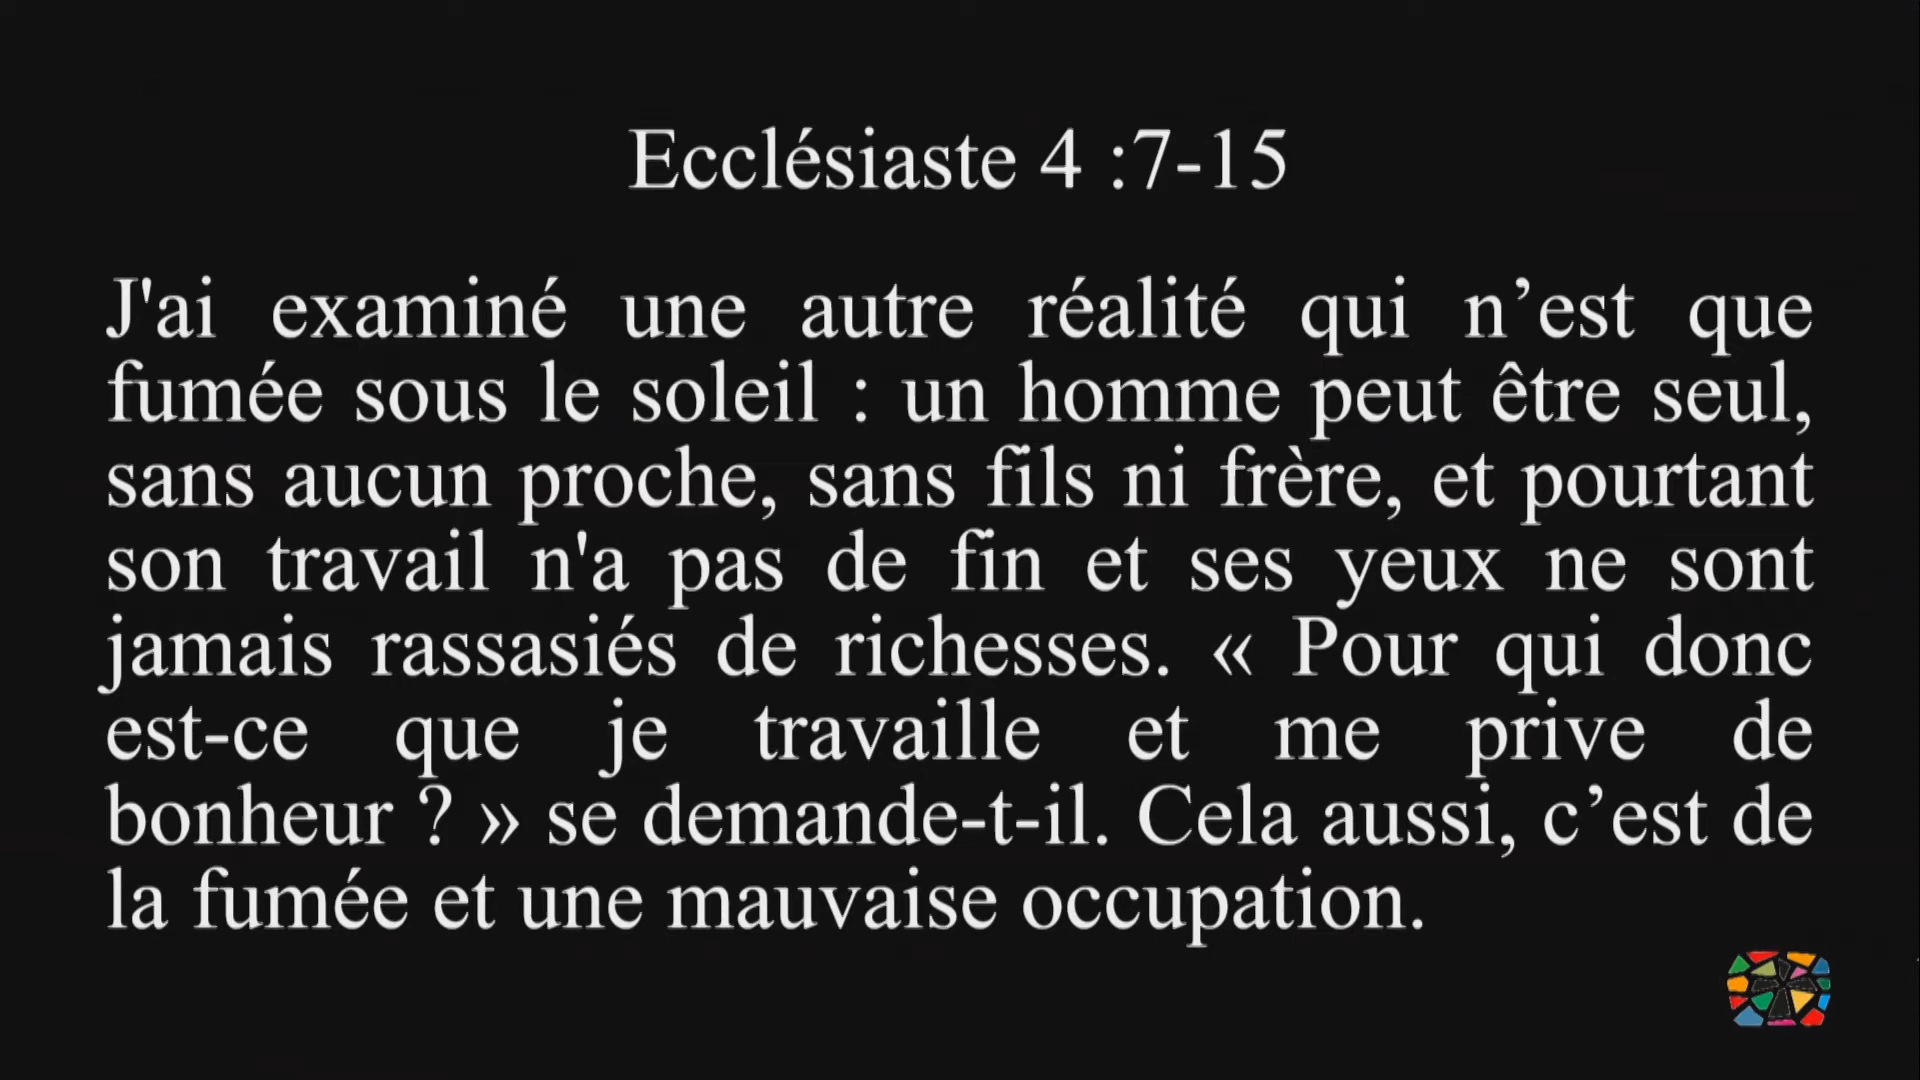 Ecclésiaste 4 :7-15
J'ai examiné une autre réalité qui n’est que
fumée sous le soleil : un homme peut être seul,
sans aucun proche, sans fils ni frère, et pourtant
son travail n'a pas de fin et ses yeux ne sont
jamais rassasiés de richesses. « Pour qui donc
est-ce que je travaille et me prive de
bonheur ? » se demande-t-il. Cela aussi, c’est de
la fumée et une mauvaise occupation.